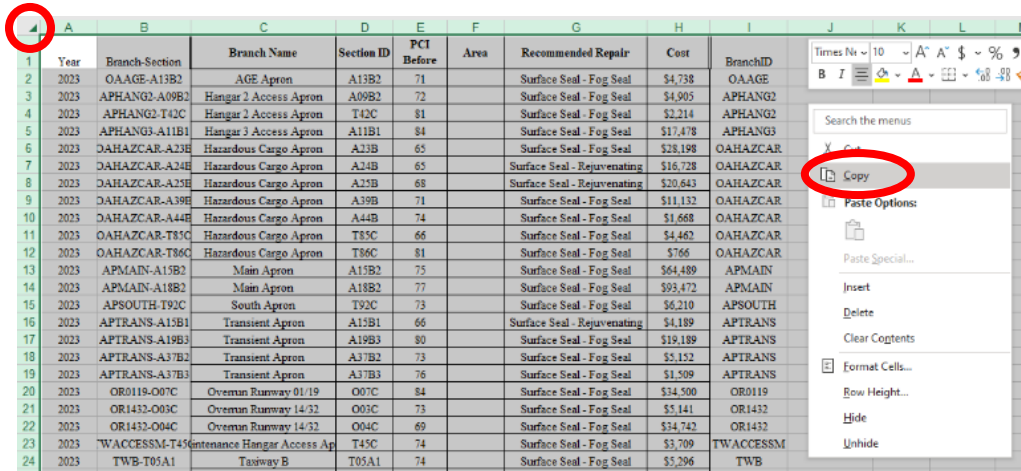 A B C D E F G H I J K L
1 Year Branch-Section Branch Name Section ID PCI Before Area Recommended Repair Cost BranchID
2 2023 OAAGE-A13B2 AGE Apron A13B2 71 Surface Seal - Fog Seal $4,738 OAAGE
3 2023 APHANG2-A09B2 Hangar 2 Access Apron A09B2 72 Surface Seal - Fog Seal $4,905 APHANG2
4 2023 APHANG2-T42C Hangar 2 Access Apron T42C 81 Surface Seal - Fog Seal $2,214 APHANG2
5 2023 APHANG3-A11B1 Hangar 3 Access Apron A11B1 84 Surface Seal - Fog Seal $17,478 APHANG3
6 2023 OAHAZCAR-A23B Hazardous Cargo Apron A23B 65 Surface Seal - Fog Seal $28,198 OAHAZCAR
7 2023 OAHAZCAR-A24B Hazardous Cargo Apron A24B 65 Surface Seal - Rejuvenating $16,728 OAHAZCAR
8 2023 OAHAZCAR-A25B Hazardous Cargo Apron A25B 68 Surface Seal - Rejuvenating $20,643 OAHAZCAR
9 2023 OAHAZCAR-A39B Hazardous Cargo Apron A39B 71 Surface Seal - Fog Seal $11,132 OAHAZCAR
10 2023 OAHAZCAR-A44B Hazardous Cargo Apron A44B 74 Surface Seal - Fog Seal $1,668 OAHAZCAR
11 2023 OAHAZCAR-T85C Hazardous Cargo Apron T85C 66 Surface Seal - Fog Seal $4,462 OAHAZCAR
12 2023 OAHAZCAR-T86C Hazardous Cargo Apron T86C 81 Surface Seal - Fog Seal $766 OAHAZCAR
13 2023 APMAIN-A15B2 Main Apron A15B2 75 Surface Seal - Fog Seal $64,489 APMAIN
14 2023 APMAIN-A18B2 Main Apron A18B2 77 Surface Seal - Fog Seal $93,472 APMAIN
15 2023 APSOUTH-T92C South Apron T92C 73 Surface Seal - Fog Seal $6,210 APSOUTH
16 2023 APTRANS-A15B1 Transient Apron A15B1 66 Surface Seal - Rejuvenating $4,189 APTRANS
17 2023 APTRANS-A19B3 Transient Apron A19B3 80 Surface Seal - Fog Seal $19,189 APTRANS
18 2023 APTRANS-A37B2 Transient Apron A37B2 73 Surface Seal - Fog Seal $5,152 APTRANS
19 2023 APTRANS-A37B3 Transient Apron A37B3 76 Surface Seal - Fog Seal $1,509 APTRANS
20 2023 OR0119-O07C Overrun Runway 01/19 O07C 84 Surface Seal - Fog Seal $34,500 OR0119
21 2023 OR1432-O03C Overrun Runway 14/32 O03C 73 Surface Seal - Fog Seal $5,141 OR1432
22 2023 OR1432-O04C Overrun Runway 14/32 O04C 69 Surface Seal - Fog Seal $34,742 OR1432
23 2023 TWACCESSM-T45C ntenance Hangar Access Ap T45C 74 Surface Seal - Fog Seal $3,709 TWACCESSM
24 2023 TWB-T05A1 Taxiway B T05A1 74 Surface Seal - Fog Seal $5,296 TWB
Times Ne 10 A^ A˅ $ % 9
B I A
Search the menus
Cut
Copy
Paste Options:
Paste Special...
Insert
Delete
Clear Contents
Format Cells...
Row Height...
Hide
Unhide